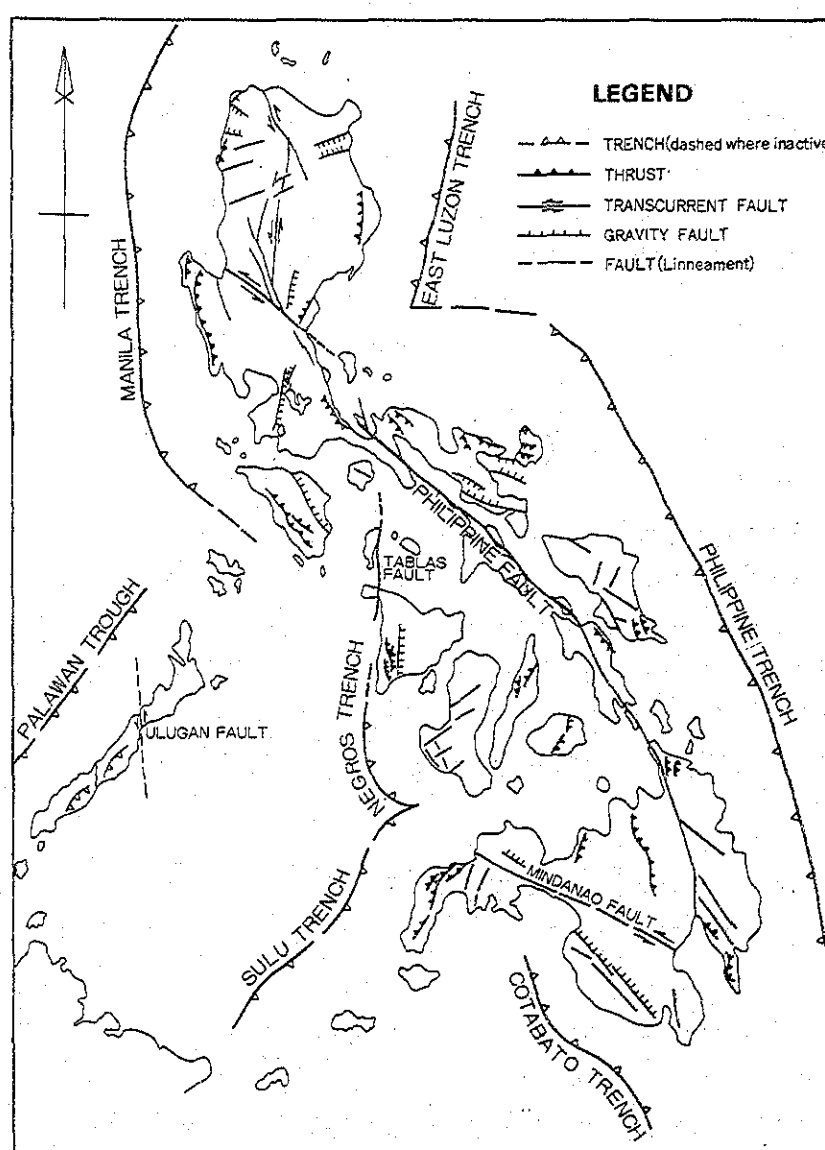 LEGEND
TRENCH(dashed where inactive
THRUST
TRANSCURRENT FAULT
GRAVITY FAULT
FAULT(Linneament)
EAST LUZON TRENCH
MANILA TRENCH
PHILIPPINE FAULT
TABLAS
FAULT
PHILIPPINE TRENCH
PALAWAN TROUGH
ULUGAN FAULT
NEGROS TRENCH
MINDANAO FAULT
SULU TRENCH
COTABATO TRENCH